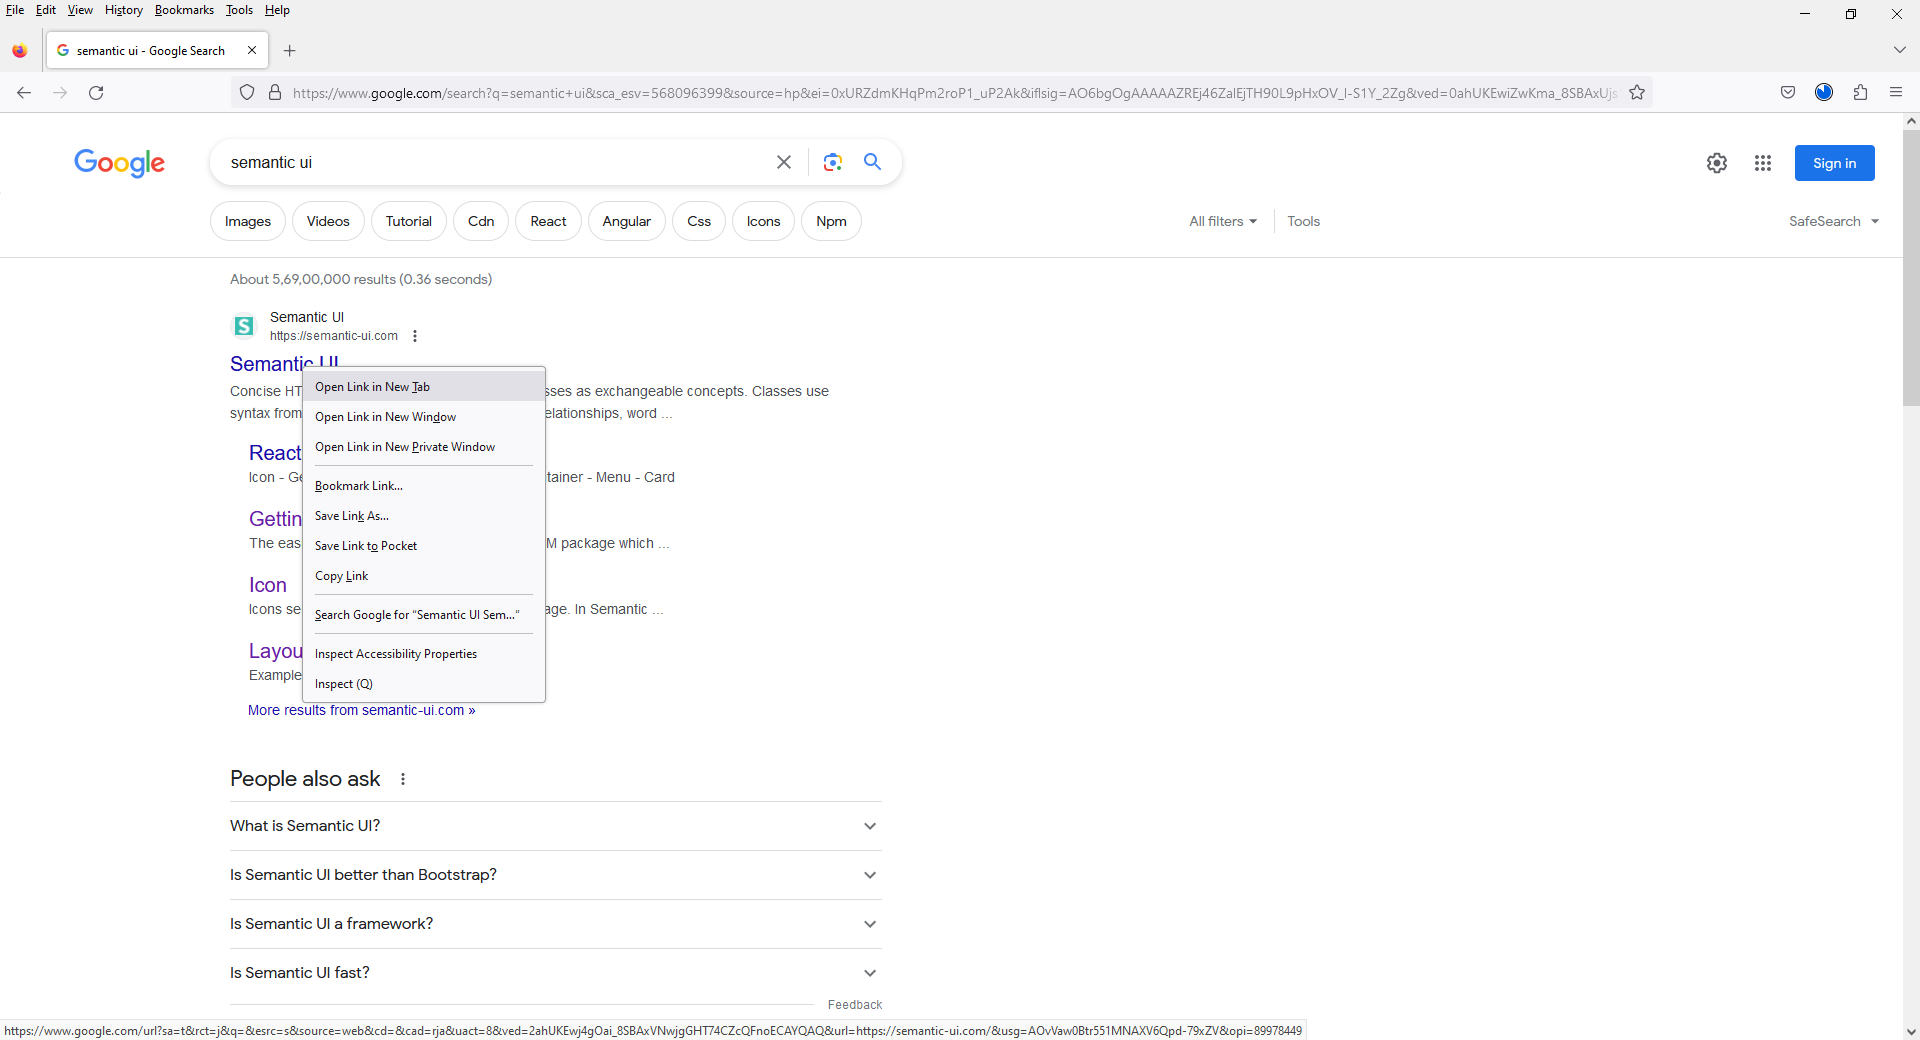 File Edit View History Bookmarks Tools Help
semantic ui - Google Search
https://www.google.com/search?q=semantic+ui&sca_esv=568096399&source=hp&ei=0xURZdmKHqPm2roP1_uP2Ak&iflsig=AO6bgOgAAAAAZREj46ZalEjTH90L9pHxOV_I-S1Y_2Zg&ved=0ahUKEwiZwKma_8SBAxUjs
Google
semantic ui
Sign in
Images Videos Tutorial Cdn React Angular Css Icons Npm All filters Tools SafeSearch
About 5,69,00,000 results (0.36 seconds)
S
Semantic UI
https://semantic-ui.com
Semantic UI
Concise HT
sses as exchangeable concepts. Classes use
syntax from
elationships, word ...
React
Icon - Ge
tainer - Menu - Card
Gettin
The eas
M package which ...
Icon
Icons se
age. In Semantic ...
Layou
Example
Open Link in New Tab
Open Link in New Window
Open Link in New Private Window
Bookmark Link...
Save Link As...
Save Link to Pocket
Copy Link
Search Google for “Semantic UI Sem...”
Inspect Accessibility Properties
Inspect (Q)
More results from semantic-ui.com »
People also ask
What is Semantic UI?
Is Semantic UI better than Bootstrap?
Is Semantic UI a framework?
Is Semantic UI fast?
Feedback
https://www.google.com/url?sa=t&rct=j&q=&esrc=s&source=web&cd=&cad=rja&uact=8&ved=2ahUKEwj4gOai_8SBAxVNwjgGHT74CZcQFnoECAYQAQ&url=https://semantic-ui.com/&usg=AOvVaw0Btr551MNAXV6Qpd-79xZV&opi=89978449